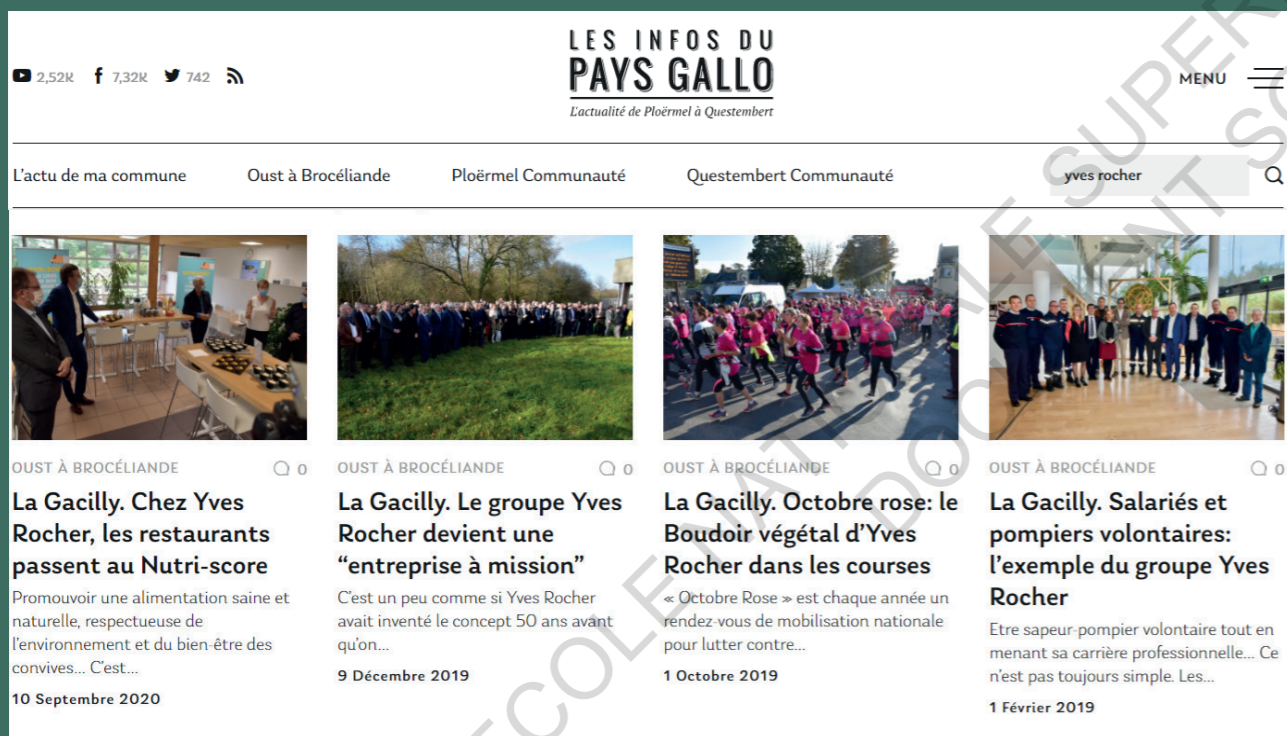 2,52K 7,32K 742
LES INFOS DU
PAYS GALLO
L'actualité de Ploërmel à Questembert
MENU
L'actu de ma commune
Oust à Brocéliande
Ploërmel Communauté
Questembert Communauté
yves rocher
OUST À BROCÉLIANDE 0
La Gacilly. Chez Yves
Rocher, les restaurants
passent au Nutri-score
Promouvoir une alimentation saine et
naturelle, respectueuse de
l'environnement et du bien-être des
convives... C'est...
10 Septembre 2020
OUST À BROCÉLIANDE 0
La Gacilly. Le groupe Yves
Rocher devient une
“entreprise à mission”
C'est un peu comme si Yves Rocher
avait inventé le concept 50 ans avant
qu'on...
9 Décembre 2019
OUST À BROCÉLIANDE 0
La Gacilly. Octobre rose: le
Boudoir végétal d’Yves
Rocher dans les courses
« Octobre Rose » est chaque année un
rendez-vous de mobilisation nationale
pour lutter contre...
1 Octobre 2019
OUST À BROCÉLIANDE 0
La Gacilly. Salariés et
pompiers volontaires:
l’exemple du groupe Yves
Rocher
Etre sapeur-pompier volontaire tout en
menant sa carrière professionnelle... Ce
n'est pas toujours simple. Les...
1 Février 2019
ECOLE NATIONALE SUPER
DOCUMENT SC